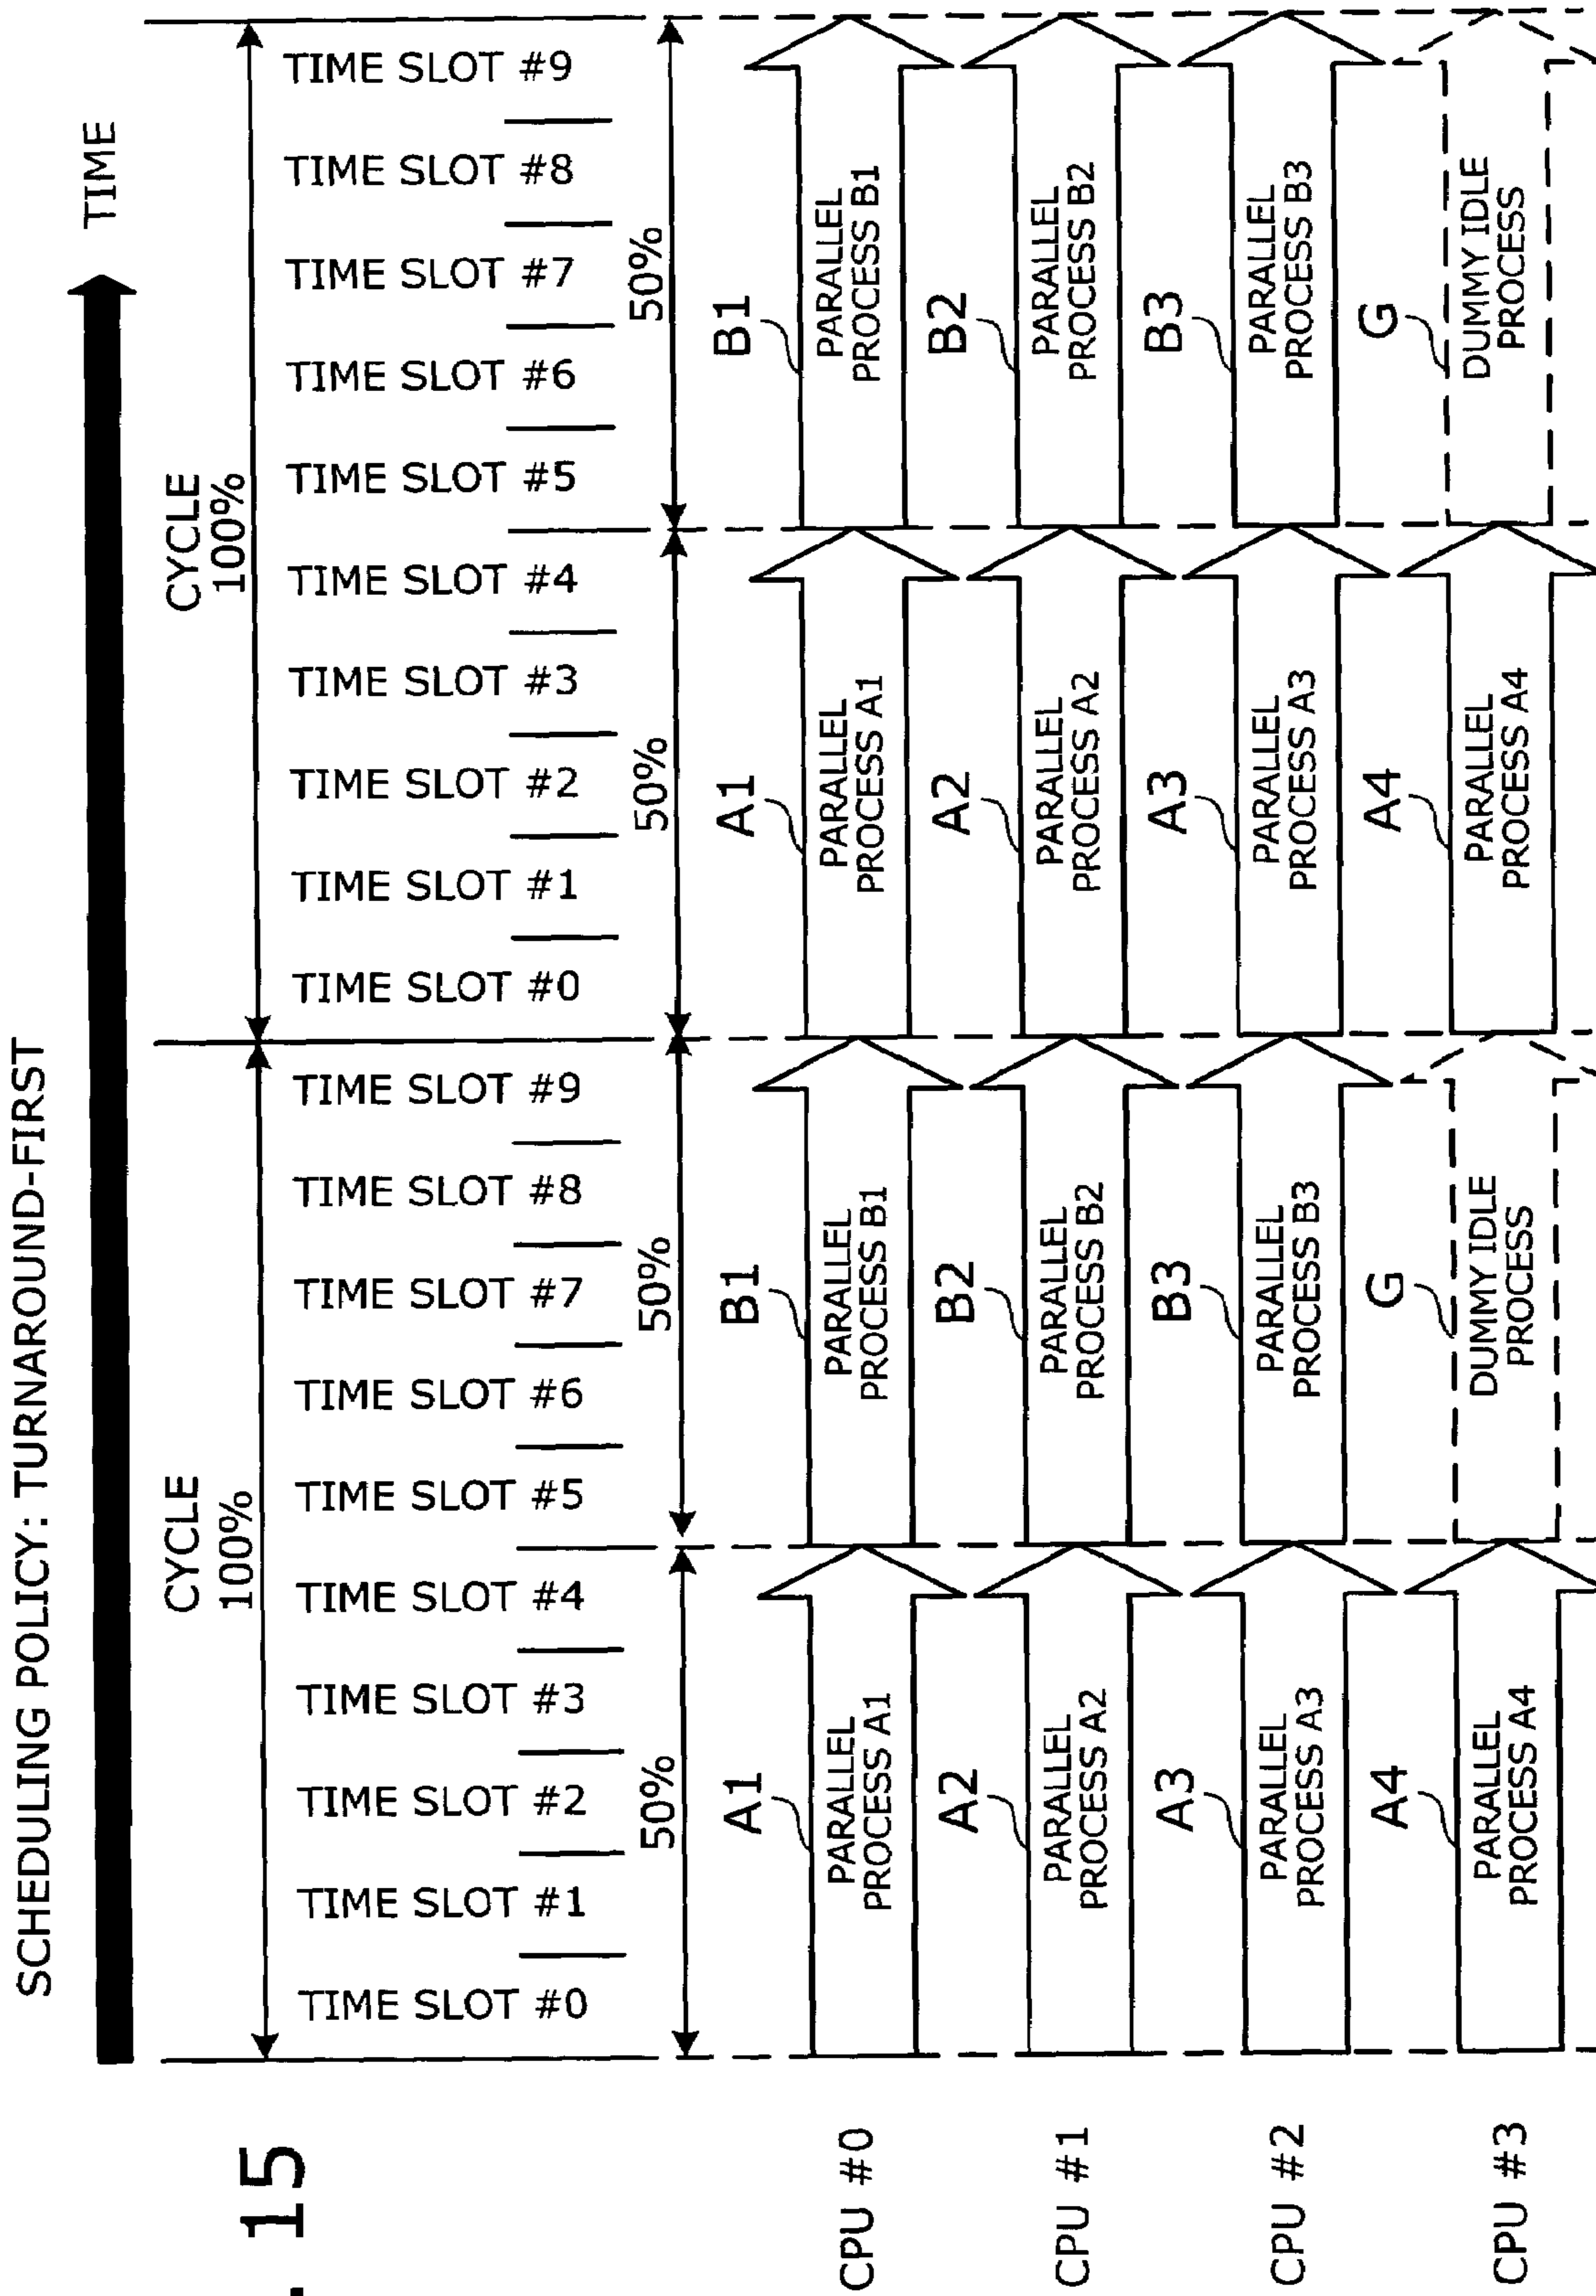 . 15
SCHEDULING POLICY: TURNAROUND-FIRST
TIME
CYCLE
100%
CYCLE
100%
TIME SLOT #0
TIME SLOT #1
TIME SLOT #2
TIME SLOT #3
TIME SLOT #4
TIME SLOT #5
TIME SLOT #6
TIME SLOT #7
TIME SLOT #8
TIME SLOT #9
TIME SLOT #0
TIME SLOT #1
TIME SLOT #2
TIME SLOT #3
TIME SLOT #4
TIME SLOT #5
TIME SLOT #6
TIME SLOT #7
TIME SLOT #8
TIME SLOT #9
50%
50%
50%
50%
CPU #0
A1
PARALLEL
PROCESS A1
B1
PARALLEL
PROCESS B1
A1
PARALLEL
PROCESS A1
B1
PARALLEL
PROCESS B1
CPU #1
A2
PARALLEL
PROCESS A2
B2
PARALLEL
PROCESS B2
A2
PARALLEL
PROCESS A2
B2
PARALLEL
PROCESS B2
CPU #2
A3
PARALLEL
PROCESS A3
B3
PARALLEL
PROCESS B3
A3
PARALLEL
PROCESS A3
B3
PARALLEL
PROCESS B3
CPU #3
A4
PARALLEL
PROCESS A4
G
DUMMY IDLE
PROCESS
A4
PARALLEL
PROCESS A4
G
DUMMY IDLE
PROCESS